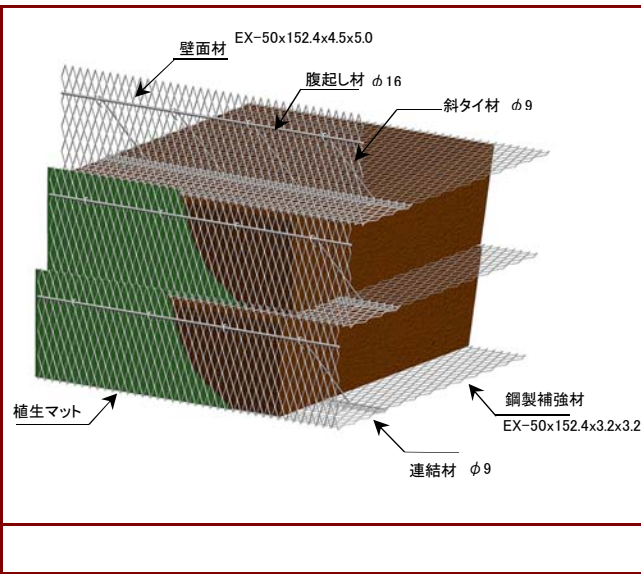 壁面材 EX-50x152.4x4.5x5.0
腹起し材 φ16
斜タイ材 φ9
植生マット
鋼製補強材
EX-50x152.4x3.2x3.2
連結材 φ9